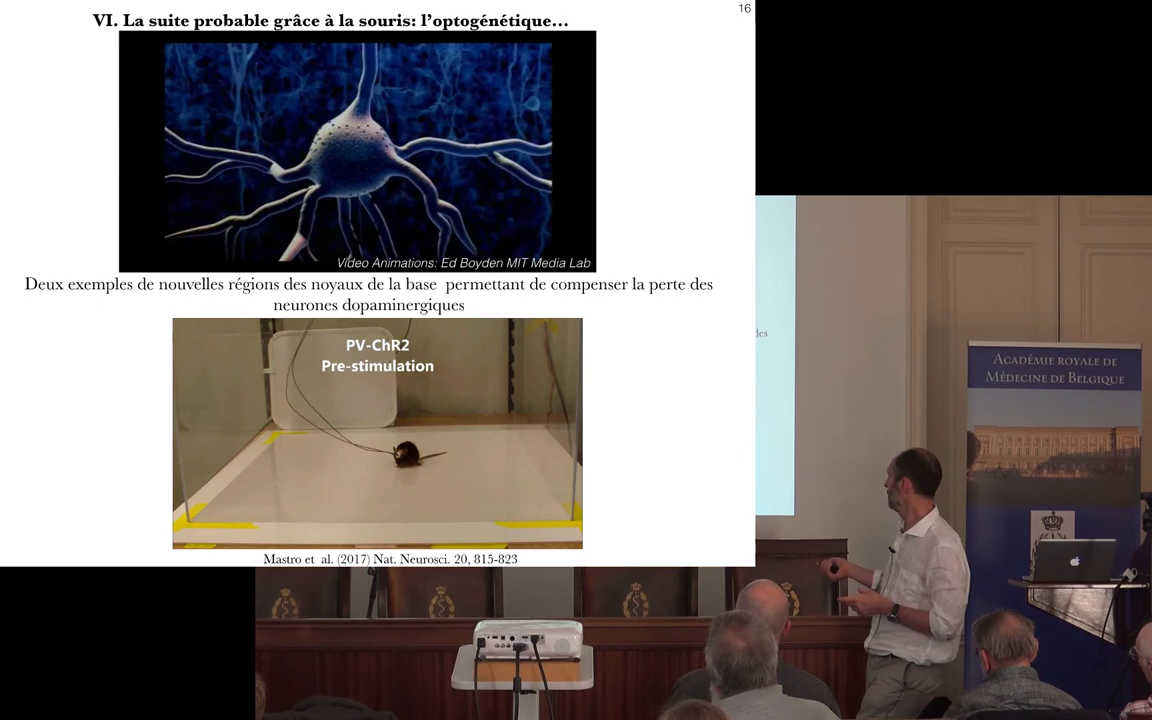 16
VI. La suite probable grâce à la souris: l’optogénétique…
Video Animations: Ed Boyden MIT Media Lab
Deux exemples de nouvelles régions des noyaux de la base permettant de compenser la perte des
neurones dopaminergiques
PV-ChR2
Pre-stimulation
Mastro et al. (2017) Nat. Neurosci. 20, 815-823
des
Académie royale de
Médecine de Belgique